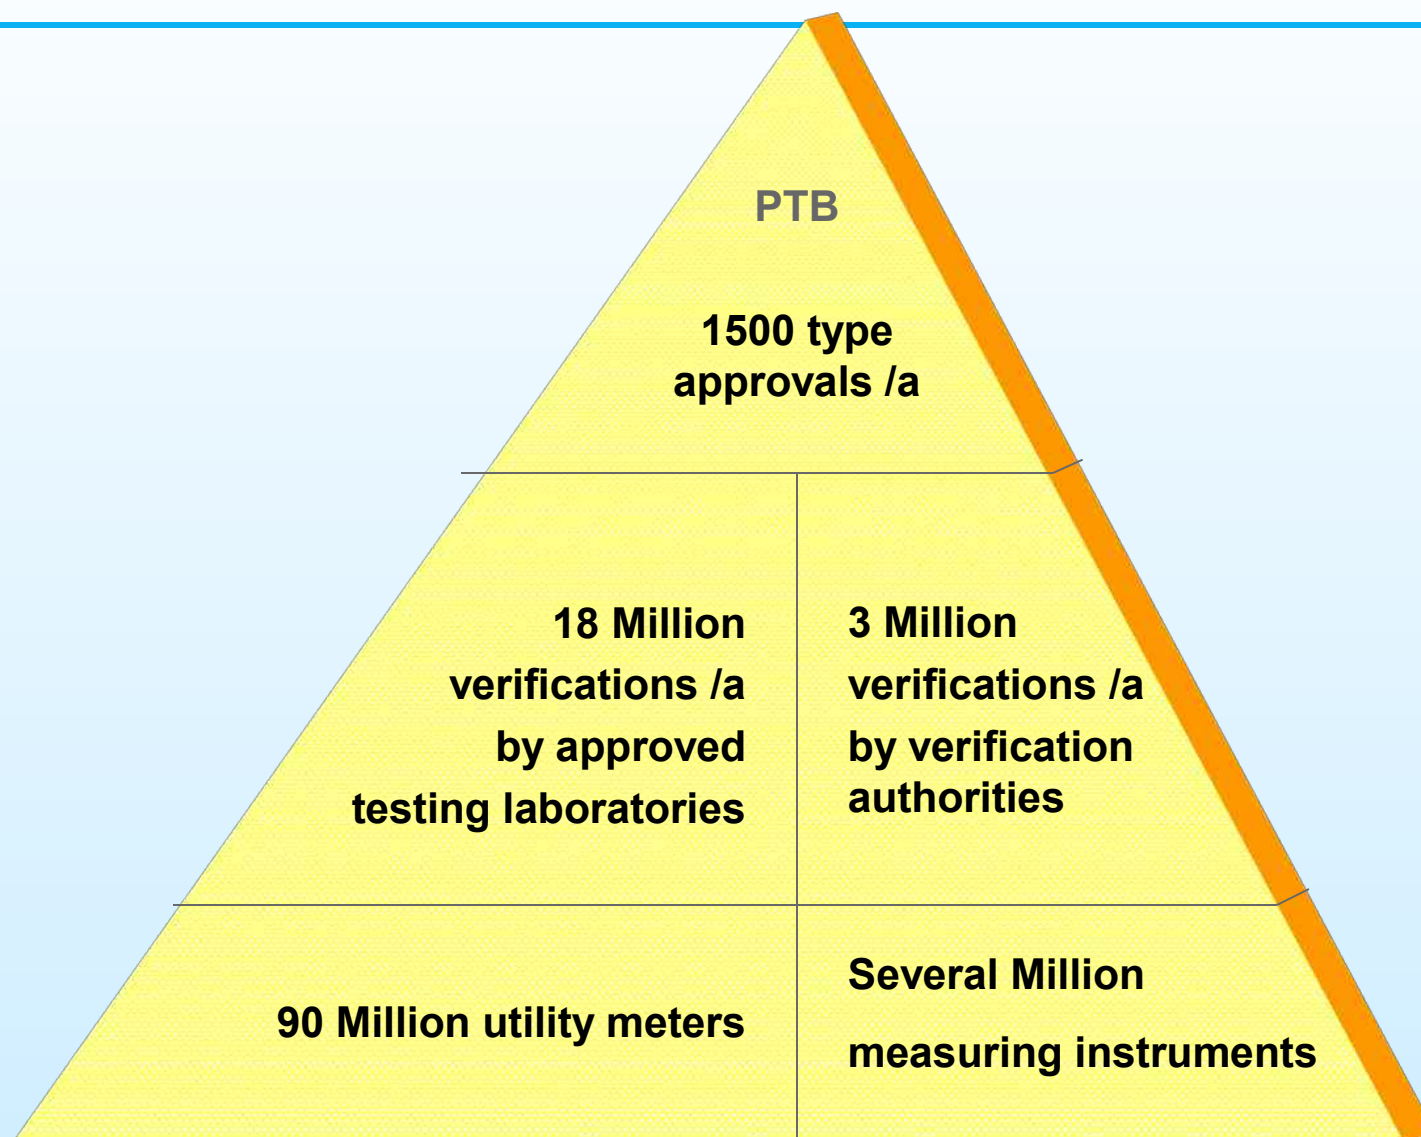 PTB
1500 type
approvals /a
18 Million
verifications /a
by approved
testing laboratories
3 Million
verifications /a
by verification
authorities
90 Million utility meters
Several Million
measuring instruments